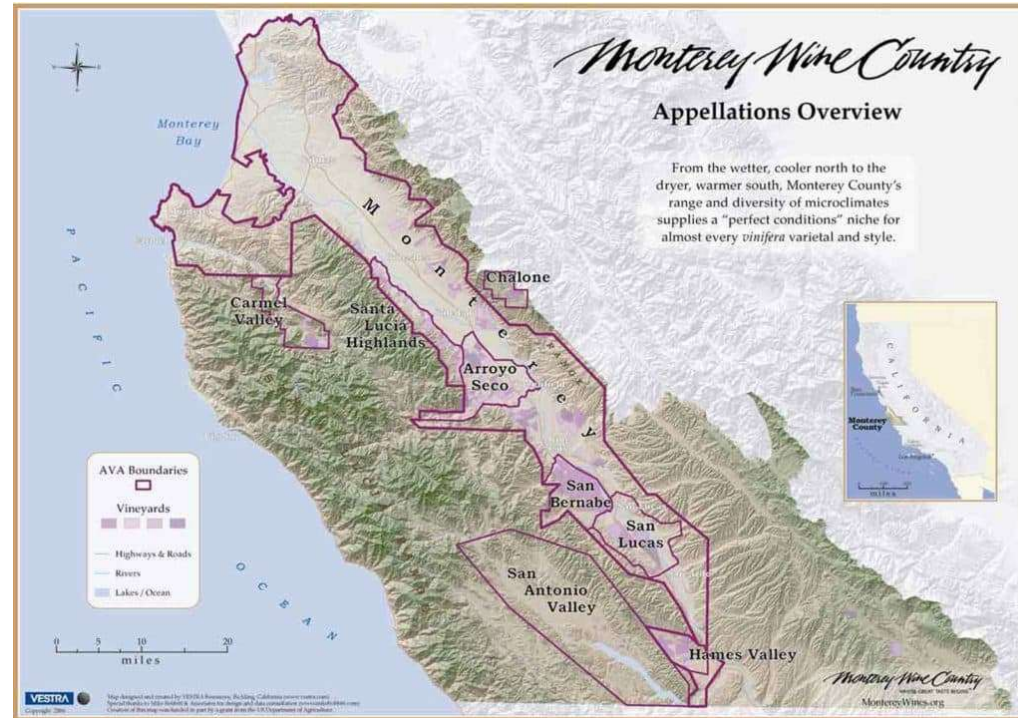 Monterey Wine Country
Appellations Overview
From the wetter, cooler north to the
dryer, warmer south, Monterey County's
range and diversity of microclimates
supplies a "perfect conditions" niche for
almost every vinifera varietal and style.
Monterey
Bay
PACIFIC
OCEAN
Monterey
Chalone
Carmel
Valley
Santa
Lucia
Highlands
Arroyo
Seco
San
Bernabe
San
Lucas
San
Antonio
Valley
Hames Valley
CALIFORNIA
Monterey
County
miles
AVA Boundaries
Vineyards
Highways & Roads
Rivers
Lakes / Ocean
0 5 10 20
miles
VESTRA
Copyright 2006
Monterey Wine Country
MontereyWines.org